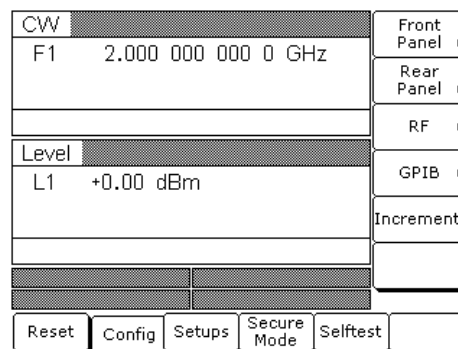 CW
F1 2.000 000 000 0 GHz
Level
L1 +0.00 dBm
Front
Panel
Rear
Panel
RF
GPIB
Increment
Reset
Config
Setups
Secure
Mode
Selftest